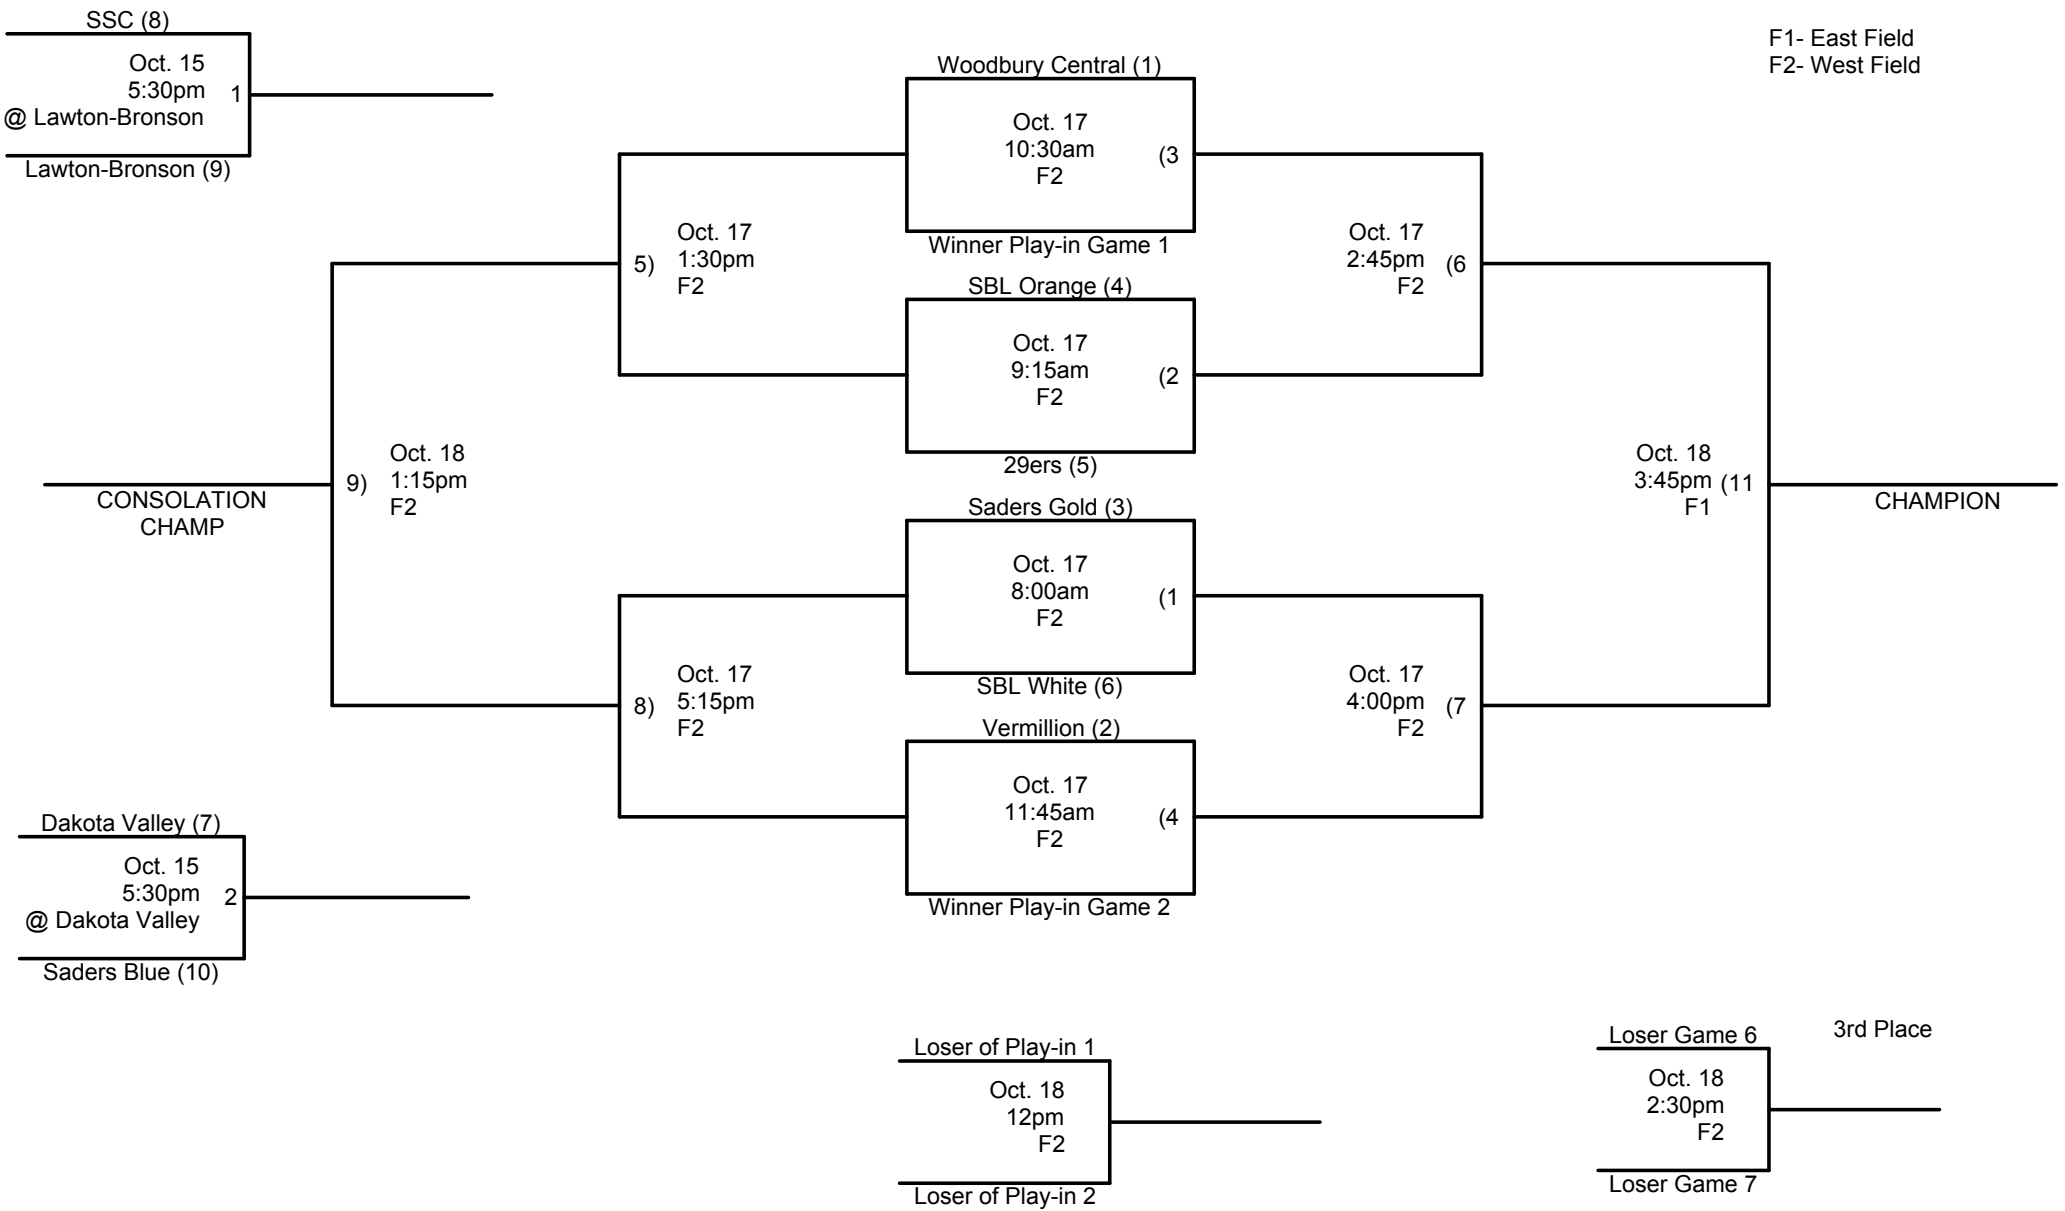 SSC (8)
Oct. 15
5:30pm
1
@ Lawton-Bronson
Lawton-Bronson (9)
F1- East Field
F2- West Field
Woodbury Central (1)
Oct. 17
10:30am
(3
F2
Winner Play-in Game 1
Oct. 17
1:30pm
5)
F2
Oct. 17
2:45pm
(6
F2
SBL Orange (4)
Oct. 17
9:15am
(2
F2
29ers (5)
Oct. 18
9)
1:15pm
F2
CONSOLATION
CHAMP
Oct. 18
3:45pm (11
F1
CHAMPION
Saders Gold (3)
Oct. 17
8:00am
(1
F2
SBL White (6)
Oct. 17
5:15pm
8)
F2
Oct. 17
4:00pm
(7
F2
Vermillion (2)
Oct. 17
11:45am
(4
F2
Winner Play-in Game 2
Dakota Valley (7)
Oct. 15
5:30pm
2
@ Dakota Valley
Saders Blue (10)
Loser of Play-in 1
Oct. 18
12pm
F2
Loser of Play-in 2
Loser Game 6
3rd Place
Oct. 18
2:30pm
F2
Loser Game 7